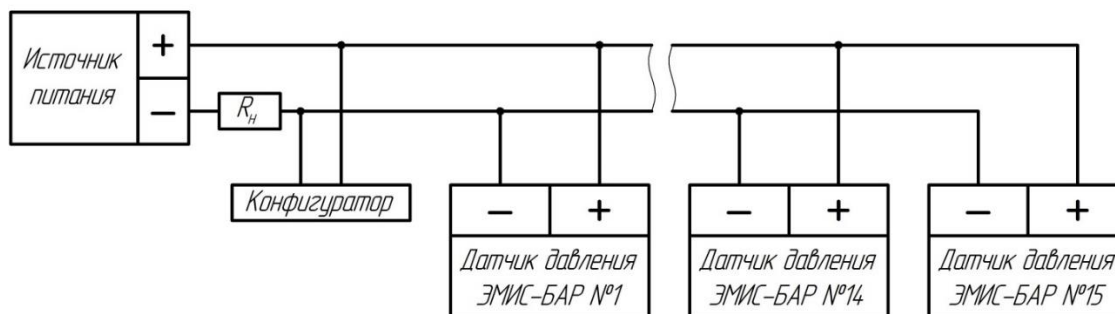 Источник
питания
+
−
Rн
Конфигуратор
− +
Датчик давления
ЭМИС-БАР №1
− +
Датчик давления
ЭМИС-БАР №14
− +
Датчик давления
ЭМИС-БАР №15